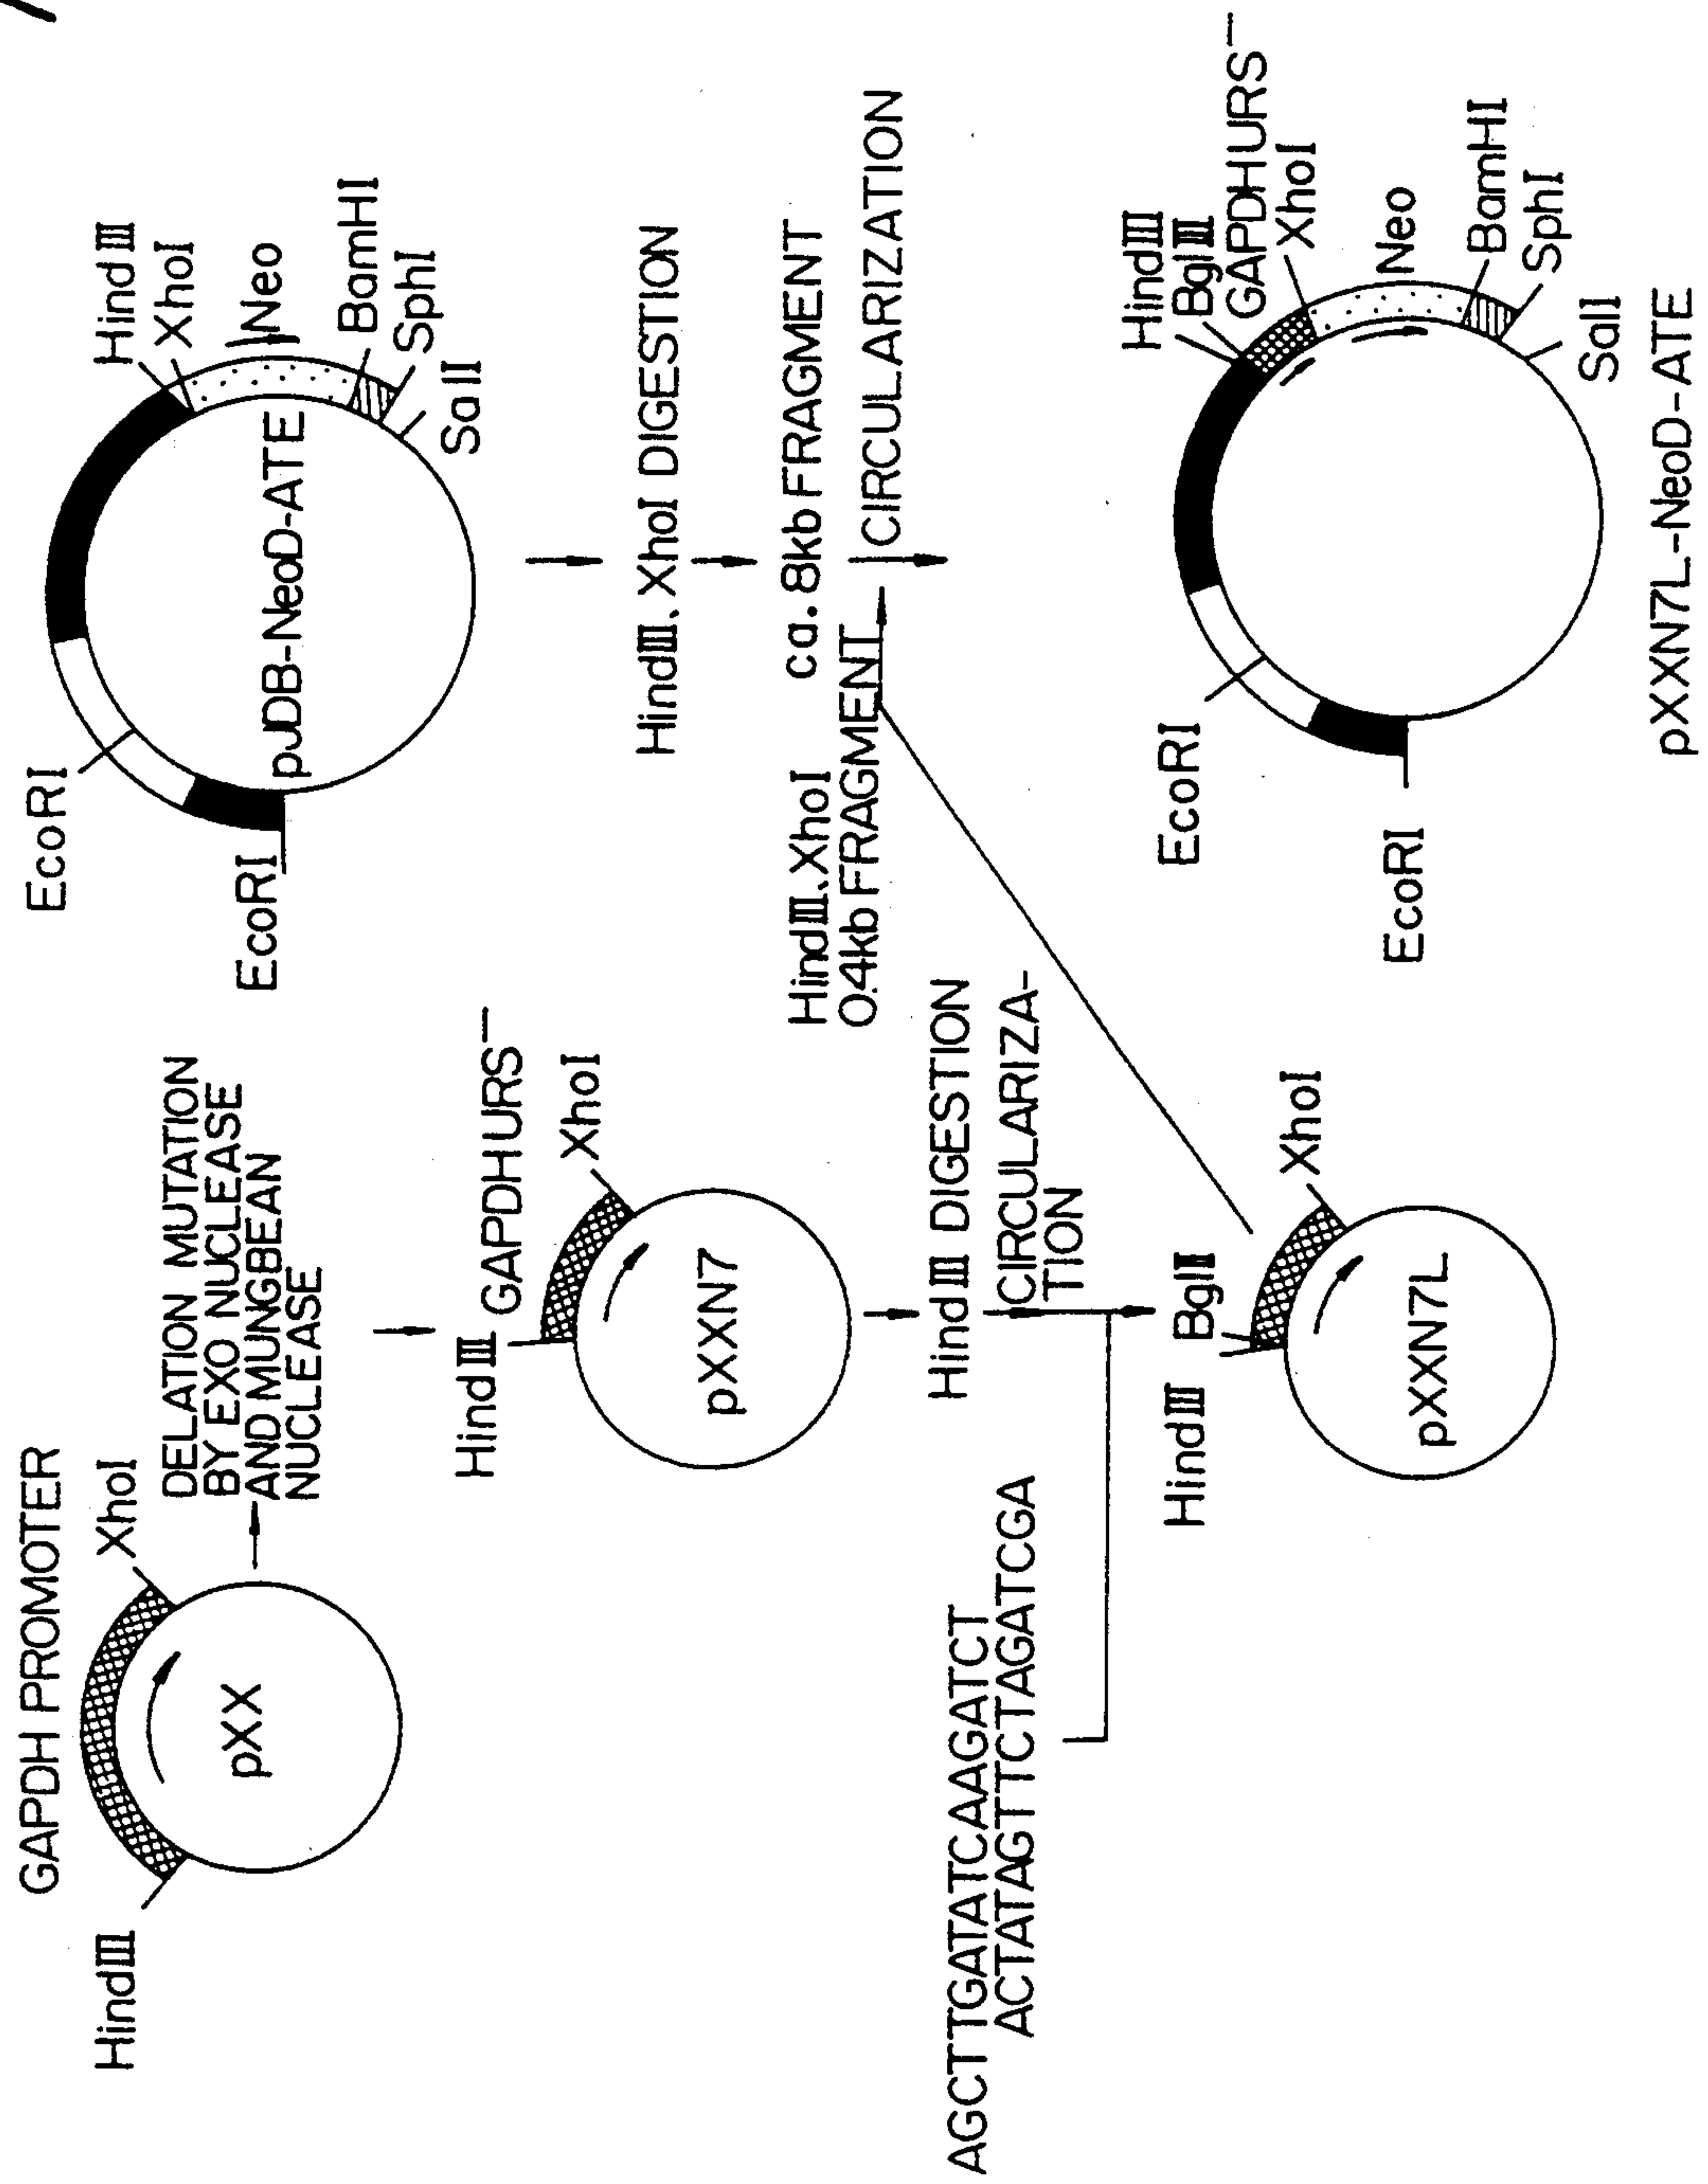 GAPDH PROMOTER
HindIII
XhoI
pXX
DELATION MUTATION
BY EXO NUCLEASE
AND MUNGBEAN
NUCLEASE
HindIII
GAPDHURS⁻
XhoI
pXXN7
HindIII DIGESTION
CIRCULARIZA-
TION
AGCTTGATATCAAGATCT
ACTATAGTTCTAGATCGA
HindIII
BglII
XhoI
pXXN7L
EcoRI
EcoRI
HindIII
XhoI
Neo
BamHI
SphI
SalI
pJDB-NeoD-ATE
HindIII, XhoI DIGESTION
ca. 8kb FRAGMENT
HindIII, XhoI
0.4kb FRAGMENT
CIRCULARIZATION
EcoRI
EcoRI
HindIII
BglIII
GAPDHURS⁻
XhoI
Neo
BamHI
SphI
SalI
pXXN7L-NeoD-ATE